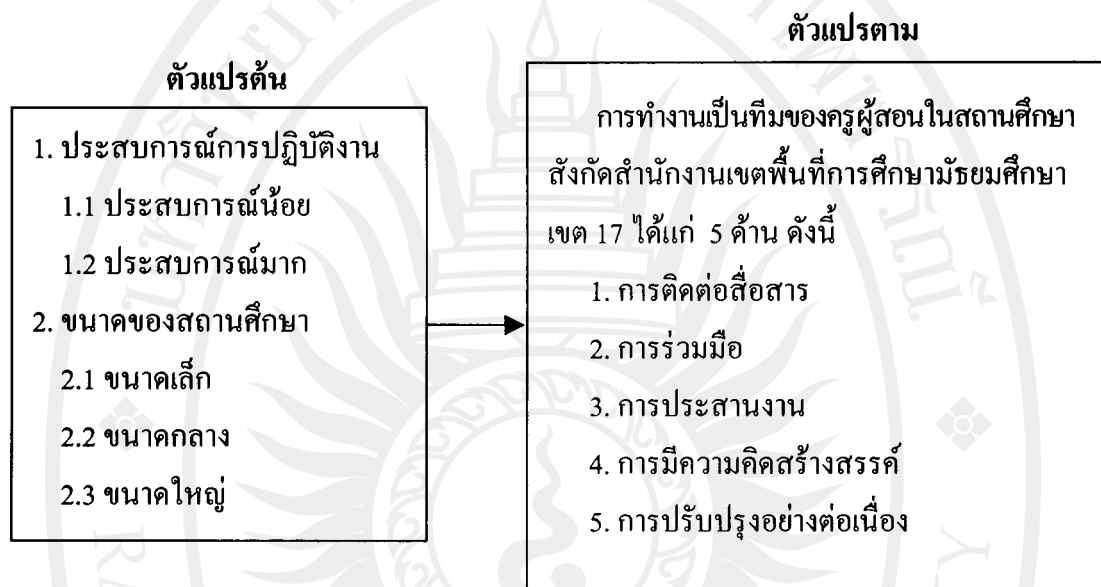 ตัวแปรต้น
1. ประสบการณ์การปฏิบัติงาน
1.1 ประสบการณ์น้อย
1.2 ประสบการณ์มาก
2. ขนาดของสถานศึกษา
2.1 ขนาดเล็ก
2.2 ขนาดกลาง
2.3 ขนาดใหญ่
ตัวแปรตาม
การทำงานเป็นทีมของครูผู้สอนในสถานศึกษา
สังกัดสำนักงานเขตพื้นที่การศึกษามัธยมศึกษา
เขต 17 ได้แก่ 5 ด้าน ดังนี้
1. การติดต่อสื่อสาร
2. การร่วมมือ
3. การประสานงาน
4. การมีความคิดสร้างสรรค์
5. การปรับปรุงอย่างต่อเนื่อง